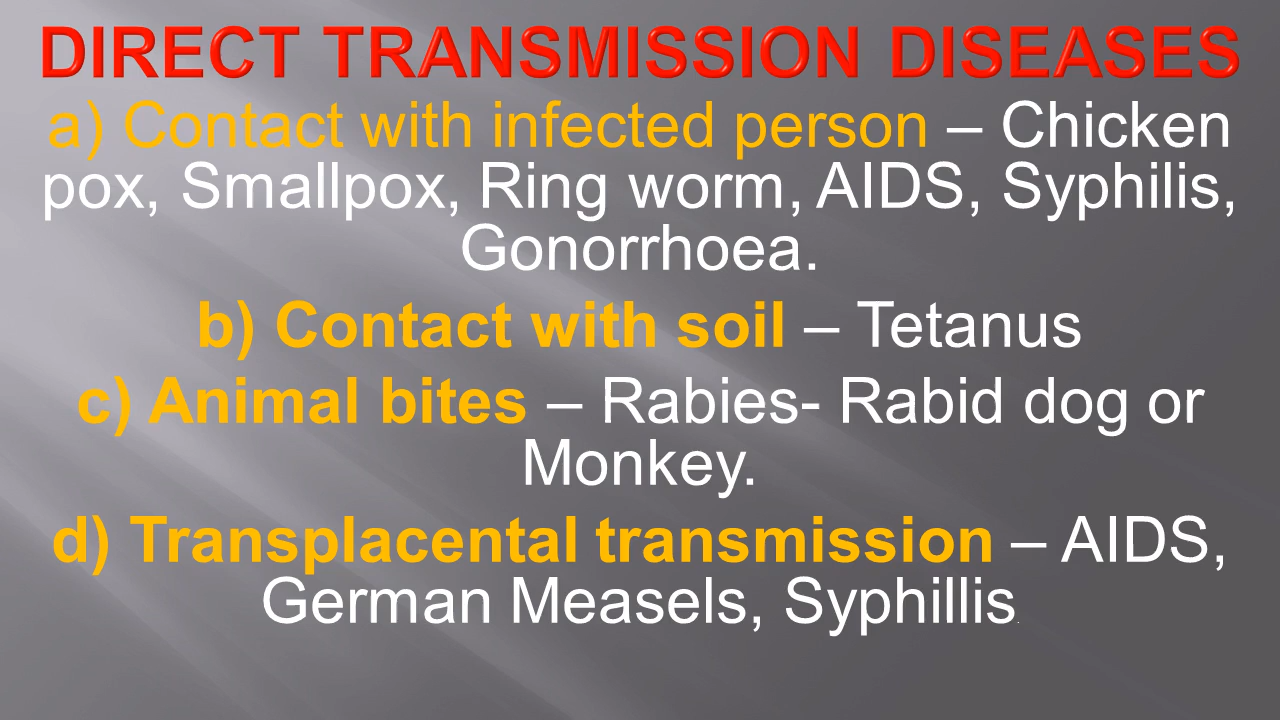 DIRECT TRANSMISSION DISEASES
a) Contact with infected person – Chicken
pox, Smallpox, Ring worm, AIDS, Syphilis,
Gonorrhoea.
b) Contact with soil – Tetanus
c) Animal bites – Rabies- Rabid dog or
Monkey.
d) Transplacental transmission – AIDS,
German Measels, Syphillis.